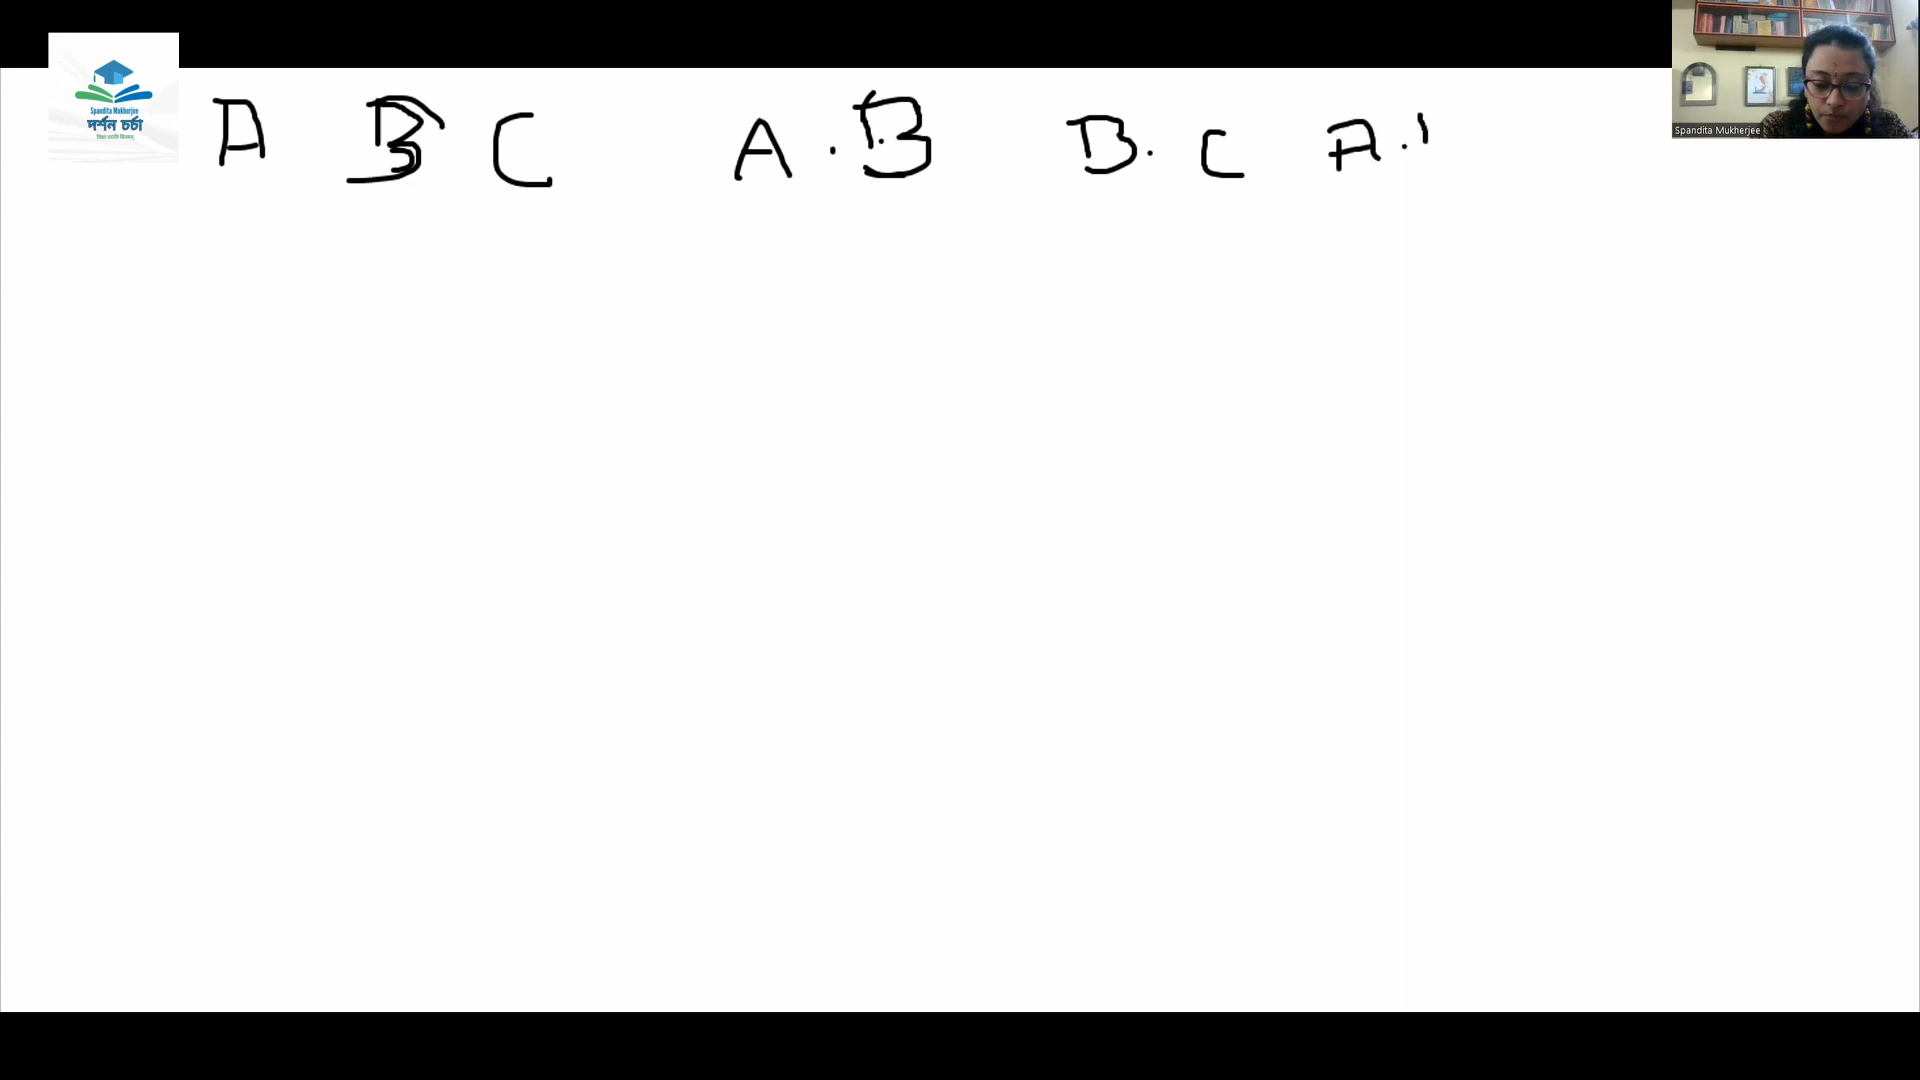 Spandita Mukherjee
দর্শন চর্চা
A B C A . B B . C A .
Spandita Mukherjee